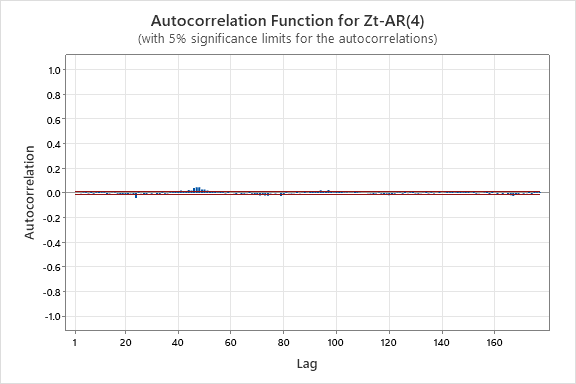 Autocorrelation Function for Zt-AR(4)
(with 5% significance limits for the autocorrelations)
1.0
0.8
0.6
0.4
0.2
0.0
-0.2
-0.4
-0.6
-0.8
-1.0
Autocorrelation
1 20 40 60 80 100 120 140 160
Lag